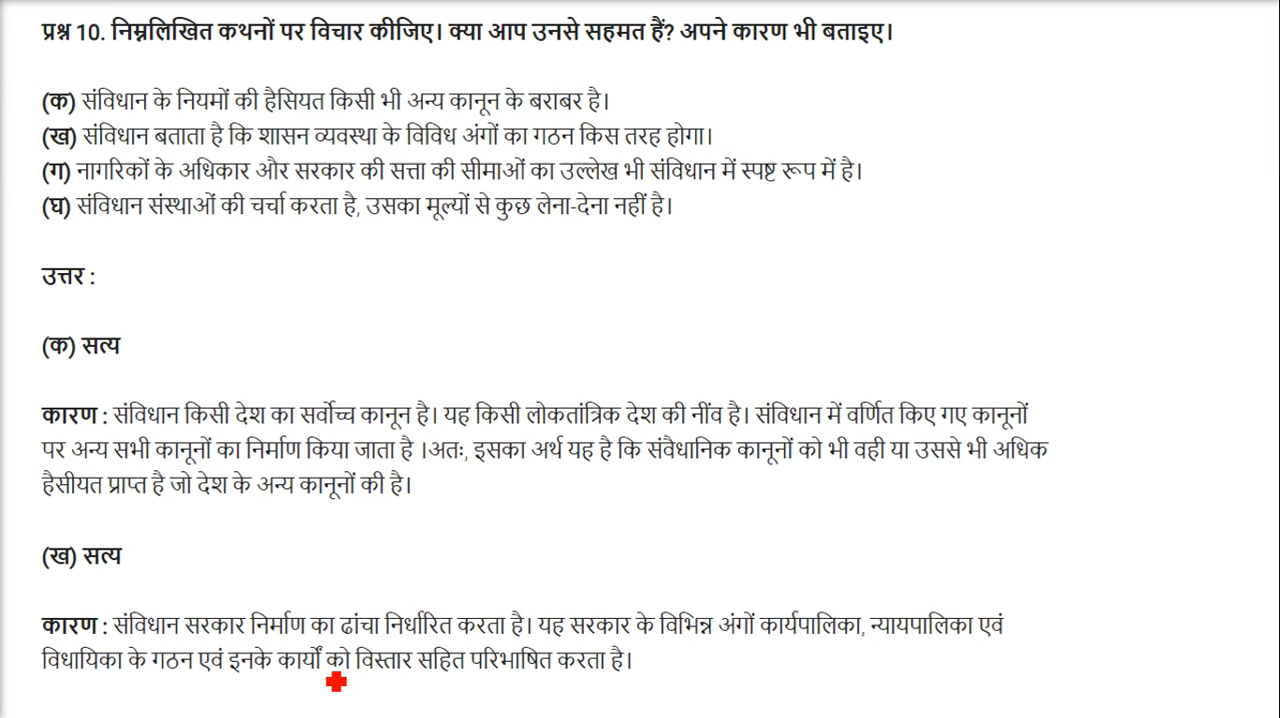 प्रश्न 10. निम्नलिखित कथनों पर विचार कीजिए। क्या आप उनसे सहमत हैं? अपने कारण भी बताइए।
(क) संविधान के नियमों की हैसियत किसी भी अन्य कानून के बराबर है।
(ख) संविधान बताता है कि शासन व्यवस्था के विविध अंगों का गठन किस तरह होगा।
(ग) नागरिकों के अधिकार और सरकार की सत्ता की सीमाओं का उल्लेख भी संविधान में स्पष्ट रूप में है।
(घ) संविधान संस्थाओं की चर्चा करता है, उसका मूल्यों से कुछ लेना-देना नहीं है।
उत्तर :
(क) सत्य
कारण : संविधान किसी देश का सर्वोच्च कानून है। यह किसी लोकतांत्रिक देश की नींव है। संविधान में वर्णित किए गए कानूनों
पर अन्य सभी कानूनों का निर्माण किया जाता है ।अतः, इसका अर्थ यह है कि संवैधानिक कानूनों को भी वही या उससे भी अधिक
हैसीयत प्राप्त है जो देश के अन्य कानूनों की है।
(ख) सत्य
कारण : संविधान सरकार निर्माण का ढांचा निर्धारित करता है। यह सरकार के विभिन्न अंगों कार्यपालिका, न्यायपालिका एवं
विधायिका के गठन एवं इनके कार्यों को विस्तार सहित परिभाषित करता है।